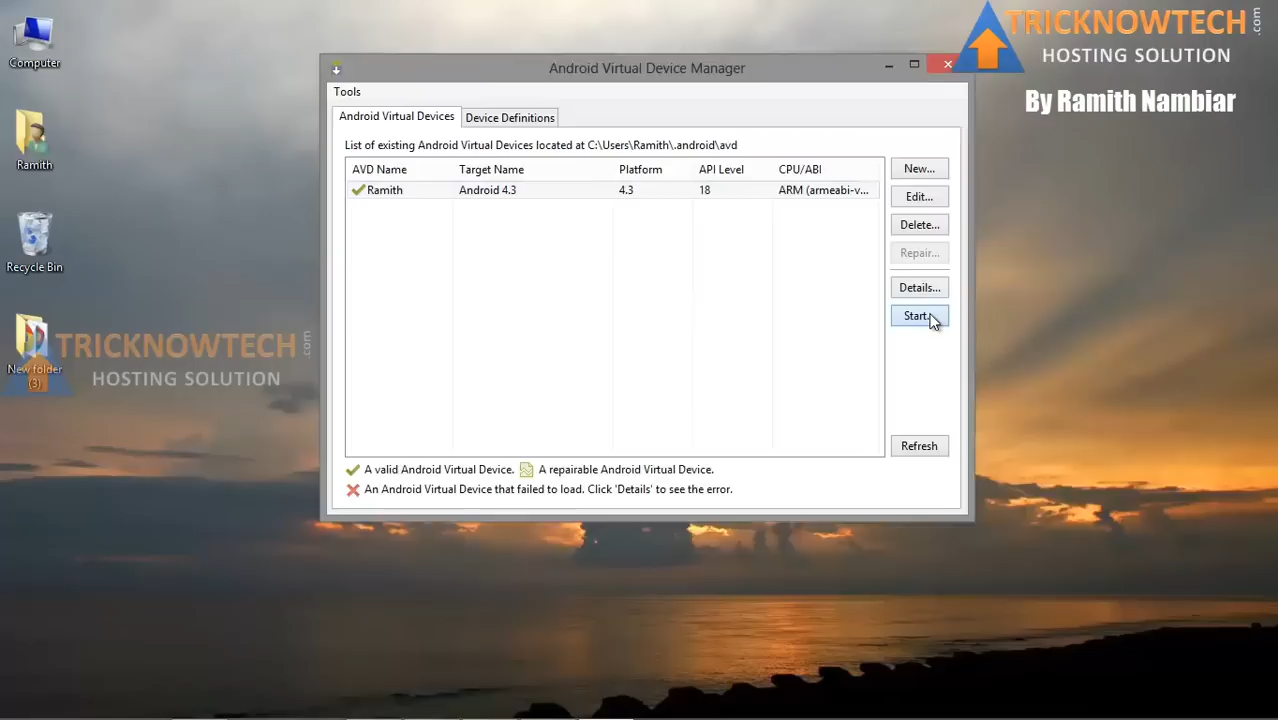 Computer
Ramith
Recycle Bin
New folder
(3)
TRICKNOWTECH
.com
HOSTING SOLUTION
TRICKNOWTECH
.com
HOSTING SOLUTION
By Ramith Nambiar
Android Virtual Device Manager
Tools
Android Virtual Devices Device Definitions
List of existing Android Virtual Devices located at C:\Users\Ramith\.android\avd
AVD Name Target Name Platform API Level CPU/ABI
Ramith Android 4.3 4.3 18 ARM (armeabi-v...
New...
Edit...
Delete...
Repair...
Details...
Start...
Refresh
A valid Android Virtual Device. A repairable Android Virtual Device.
An Android Virtual Device that failed to load. Click 'Details' to see the error.